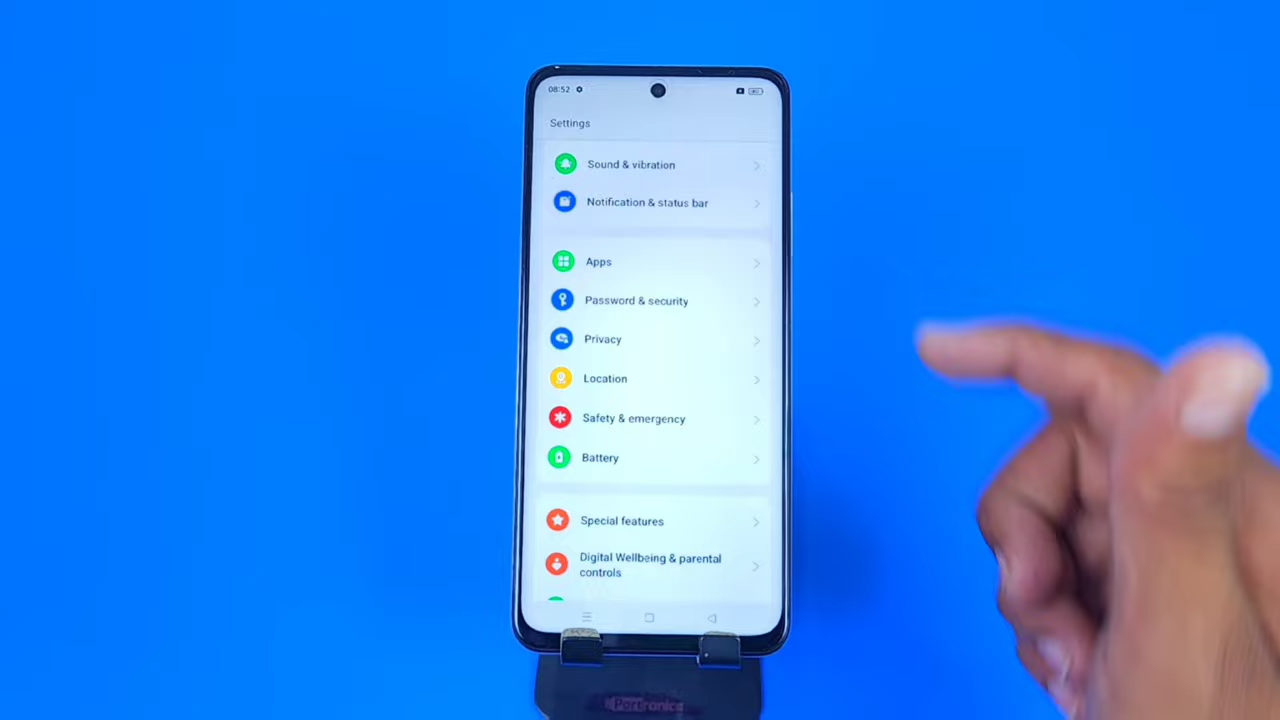 08:52
Settings
Sound & vibration
Notification & status bar
Apps
Password & security
Privacy
Location
Safety & emergency
Battery
Special features
Digital Wellbeing & parental
controls
Portronics